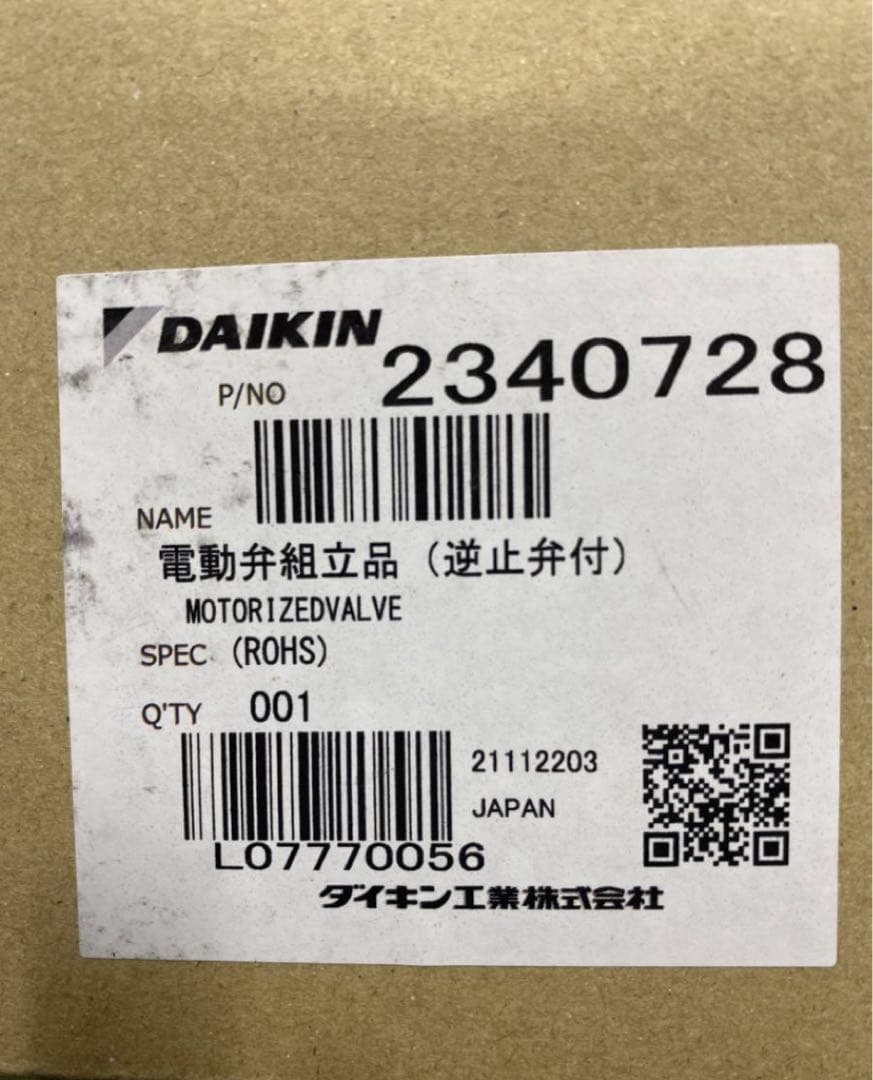 DAIKIN
P/NO 2340728
NAME
電動弁組立品（逆止弁付）
MOTORIZEDVALVE
SPEC (ROHS)
Q'TY 001
21112203
JAPAN
L07770056
ダイキン工業株式会社